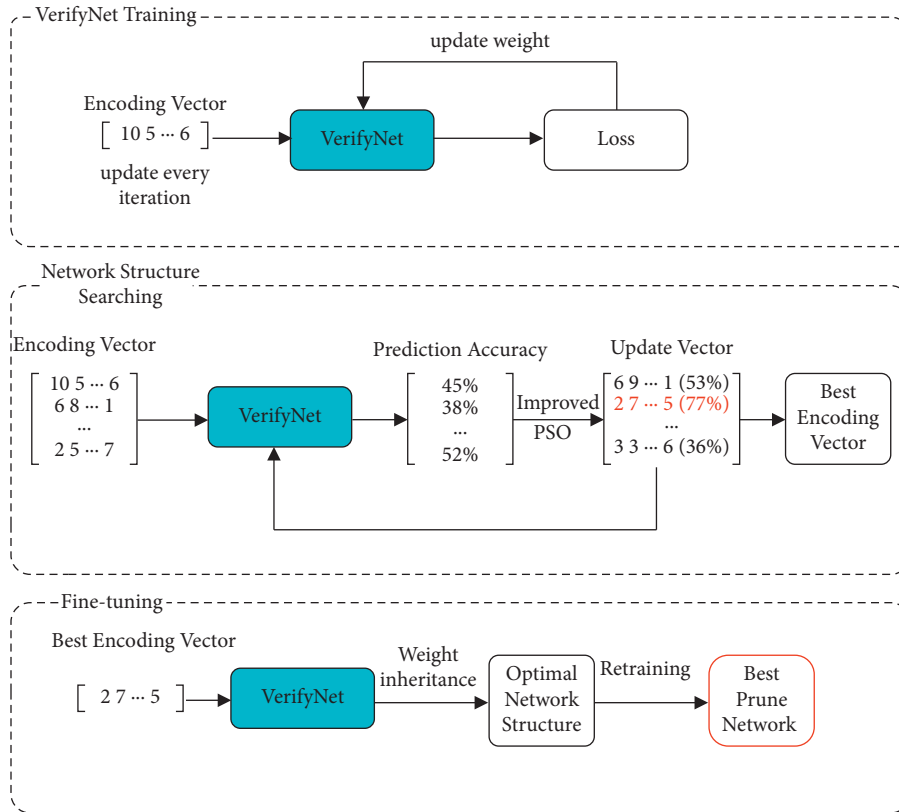 VerifyNet Training
update weight
Encoding Vector
[ 10 5 ··· 6 ]
update every
iteration
VerifyNet
Loss
Network Structure
Searching
Encoding Vector
10 5 ··· 6
6 8 ··· 1
...
2 5 ··· 7
VerifyNet
Prediction Accuracy
45%
38%
...
52%
Improved
PSO
Update Vector
6 9 ··· 1 (53%)
2 7 ··· 5 (77%)
...
3 3 ··· 6 (36%)
Best
Encoding
Vector
Fine-tuning
Best Encoding Vector
[ 2 7 ··· 5 ]
VerifyNet
Weight
inheritance
Optimal
Network
Structure
Retraining
Best
Prune
Network